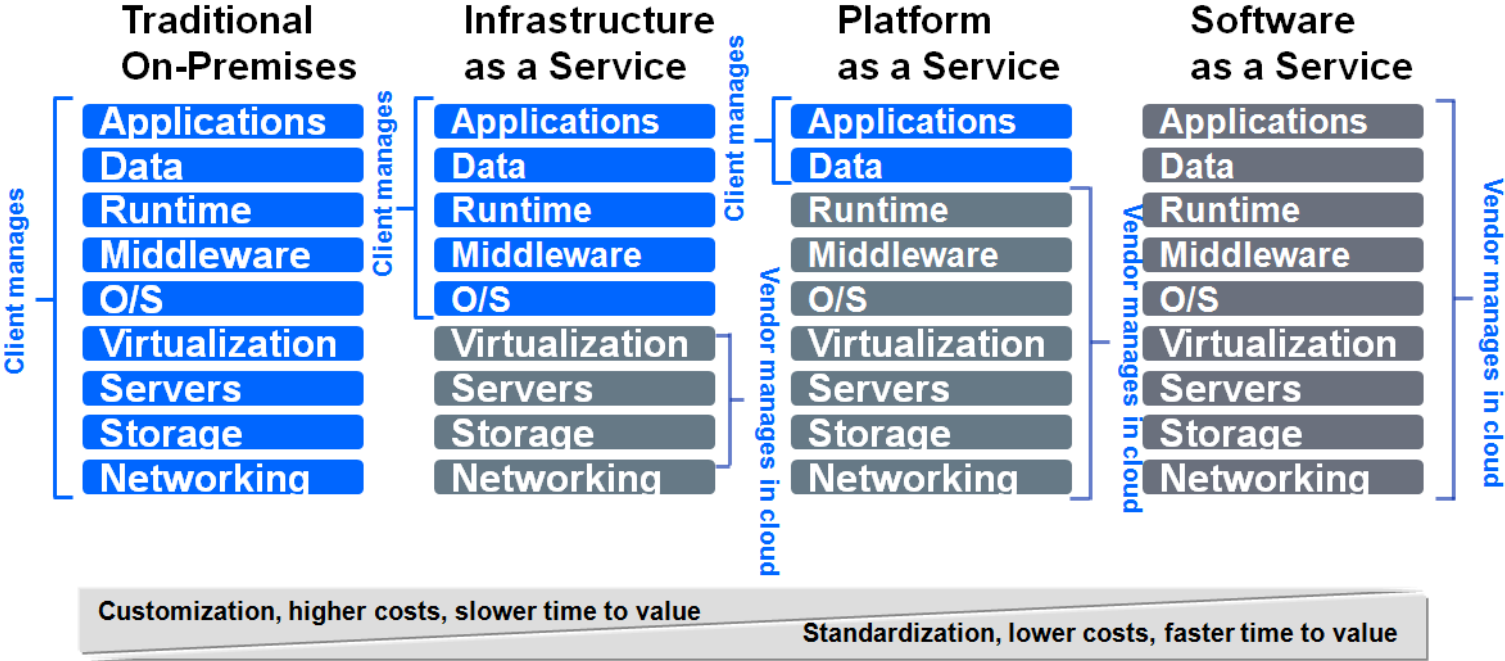 Traditional
On-Premises
Client manages
Applications
Data
Runtime
Middleware
O/S
Virtualization
Servers
Storage
Networking
Infrastructure
as a Service
Client manages
Applications
Data
Runtime
Middleware
O/S
Virtualization
Servers
Storage
Networking
Vendor manages in cloud
Platform
as a Service
Client manages
Applications
Data
Runtime
Middleware
O/S
Virtualization
Servers
Storage
Networking
Vendor manages in cloud
Software
as a Service
Applications
Data
Runtime
Middleware
O/S
Virtualization
Servers
Storage
Networking
Vendor manages in cloud
Customization, higher costs, slower time to value
Standardization, lower costs, faster time to value